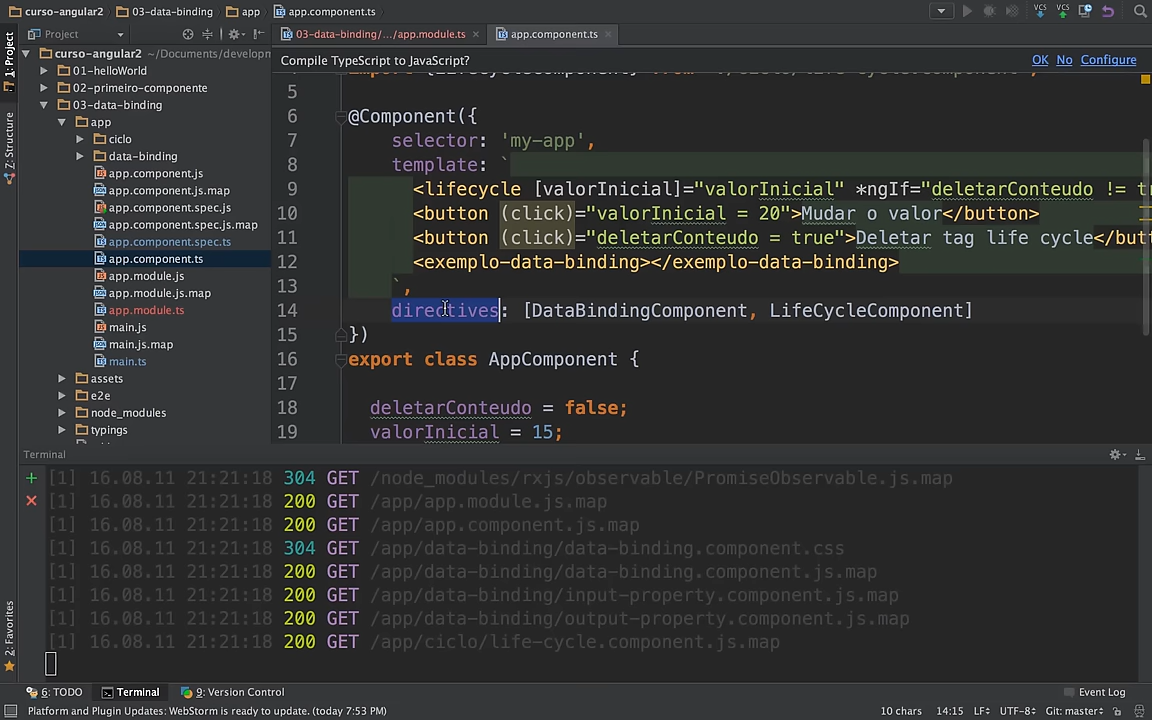 curso-angular2 03-data-binding app app.component.ts
VCS VCS
1: Project
Project
03-data-binding/.../app.module.ts app.component.ts
curso-angular2 ~/Documents/developn
01-helloWorld
02-primeiro-componente
03-data-binding
app
ciclo
data-binding
app.component.js
app.component.js.map
app.component.spec.js
app.component.spec.js.map
app.component.spec.ts
app.component.ts
app.module.js
app.module.js.map
app.module.ts
main.js
main.js.map
main.ts
assets
e2e
node_modules
typings
Z: Structure
2: Favorites
Compile TypeScript to JavaScript? OK No Configure
5
6 @Component({
7 selector: 'my-app',
8 template: `
9 <lifecycle [valorInicial]="valorInicial" *ngIf="deletarConteudo != t
10 <button (click)="valorInicial = 20">Mudar o valor</button>
11 <button (click)="deletarConteudo = true">Deletar tag life cycle</butt
12 <exemplo-data-binding></exemplo-data-binding>
13 `,
14 directives: [DataBindingComponent, LifeCycleComponent]
15 })
16 export class AppComponent {
17
18 deletarConteudo = false;
19 valorInicial = 15;
Terminal
[1] 16.08.11 21:21:18 304 GET /node_modules/rxjs/observable/PromiseObservable.js.map
[1] 16.08.11 21:21:18 200 GET /app/app.module.js.map
[1] 16.08.11 21:21:18 200 GET /app/app.component.js.map
[1] 16.08.11 21:21:18 304 GET /app/data-binding/data-binding.component.css
[1] 16.08.11 21:21:18 200 GET /app/data-binding/data-binding.component.js.map
[1] 16.08.11 21:21:18 200 GET /app/data-binding/input-property.component.js.map
[1] 16.08.11 21:21:18 200 GET /app/data-binding/output-property.component.js.map
[1] 16.08.11 21:21:18 200 GET /app/ciclo/life-cycle.component.js.map
6: TODO Terminal 9: Version Control Event Log
Platform and Plugin Updates: WebStorm is ready to update. (today 7:53 PM) 10 chars 14:15 LF÷ UTF-8÷ Git: master÷